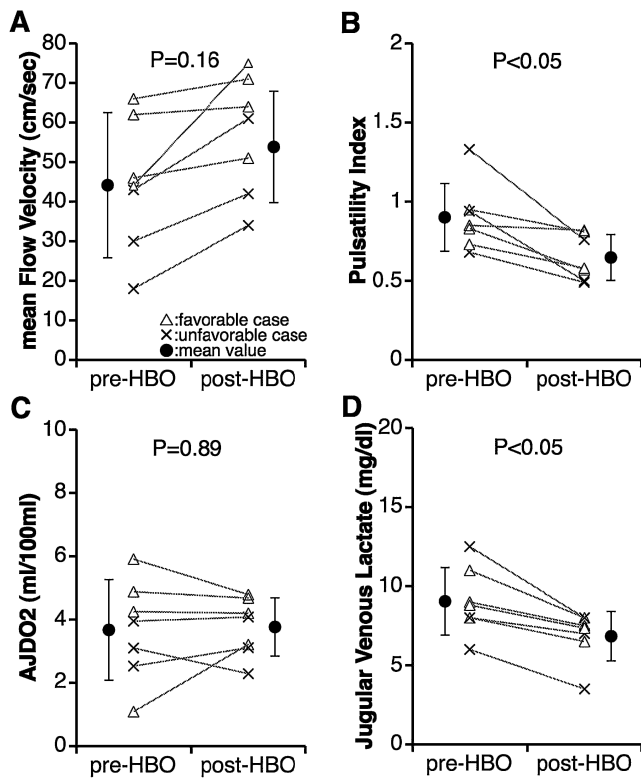 A
mean Flow Velocity (cm/sec)
80
70
60
50
40
30
20
10
0
P=0.16
△:favorable case
×:unfavorable case
●:mean value
pre-HBO post-HBO
B
Pulsatility Index
2
1.5
1
0.5
0
P<0.05
pre-HBO post-HBO
C
AJDO2 (ml/100ml)
10
8
6
4
2
0
P=0.89
pre-HBO post-HBO
D
Jugular Venous Lactate (mg/dl)
20
15
10
5
0
P<0.05
pre-HBO post-HBO